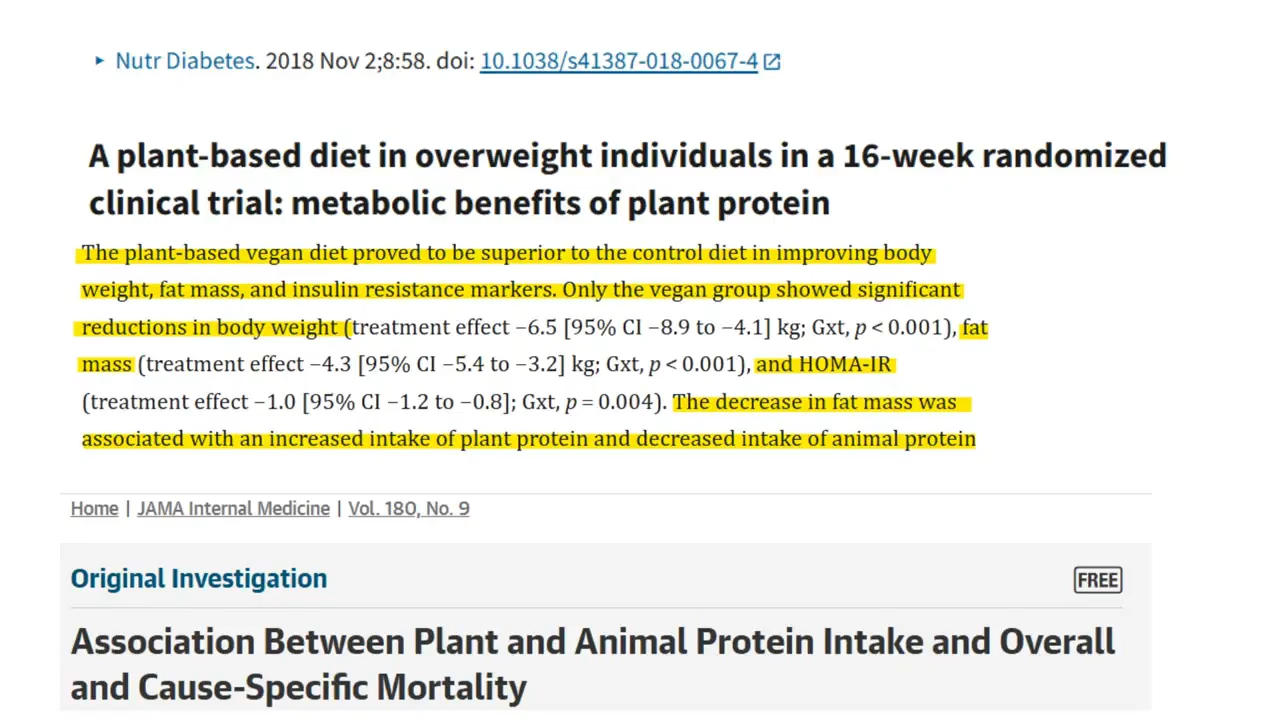 ▸ Nutr Diabetes. 2018 Nov 2;8:58. doi: 10.1038/s41387-018-0067-4
A plant-based diet in overweight individuals in a 16-week randomized
clinical trial: metabolic benefits of plant protein
The plant-based vegan diet proved to be superior to the control diet in improving body
weight, fat mass, and insulin resistance markers. Only the vegan group showed significant
reductions in body weight (treatment effect −6.5 [95% CI −8.9 to −4.1] kg; Gxt, p < 0.001), fat
mass (treatment effect −4.3 [95% CI −5.4 to −3.2] kg; Gxt, p < 0.001), and HOMA-IR
(treatment effect −1.0 [95% CI −1.2 to −0.8]; Gxt, p = 0.004). The decrease in fat mass was
associated with an increased intake of plant protein and decreased intake of animal protein
Home | JAMA Internal Medicine | Vol. 180, No. 9
Original Investigation FREE
Association Between Plant and Animal Protein Intake and Overall
and Cause-Specific Mortality